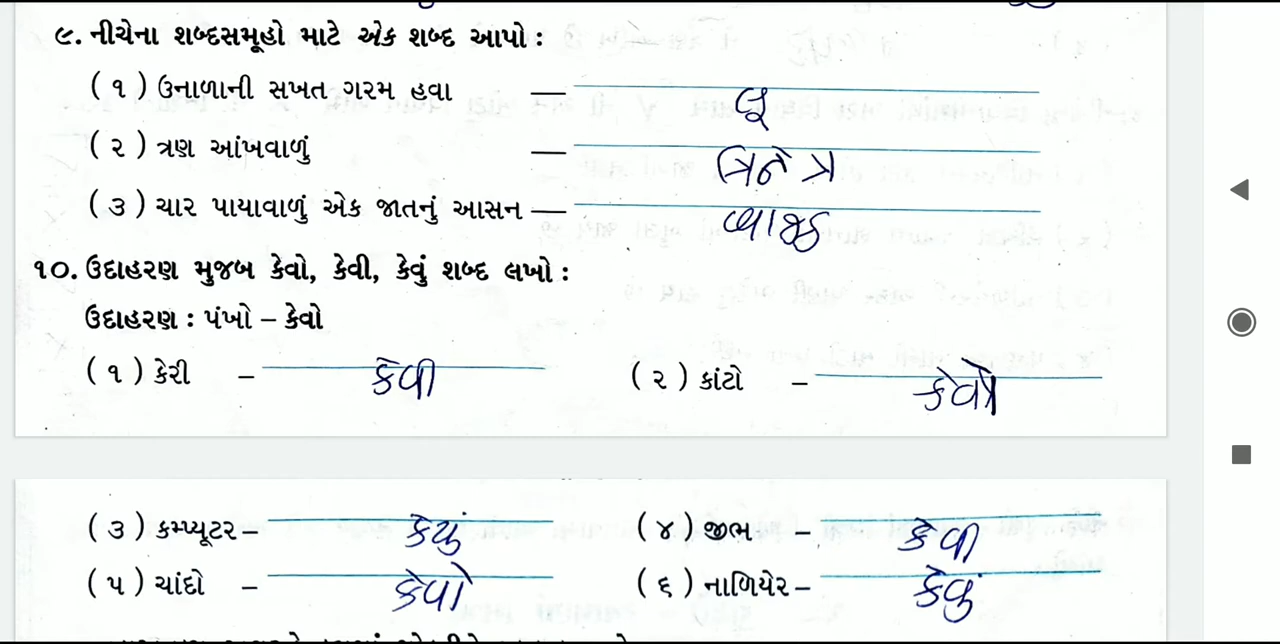 ૯. નીચેના શબ્દસમૂહો માટે એક શબ્દ આપો :
( ૧ ) ઉનાળાની સખત ગરમ હવા — લૂ
( ૨ ) ત્રણ આંખવાળું — ત્રિનેત્ર
( ૩ ) ચાર પાયાવાળું એક જાતનું આસન — બાજઠ
૧૦. ઉદાહરણ મુજબ કેવો, કેવી, કેવું શબ્દ લખો :
ઉદાહરણ : પંખો – કેવો
( ૧ ) કેરી – કેવી ( ૨ ) કાંટો – કેવો
( ૩ ) કમ્પ્યૂટર – કેવું ( ૪ ) જીભ – કેવી
( ૫ ) ચાંદો – કેવો ( ૬ ) નાળિયેર – કેવું